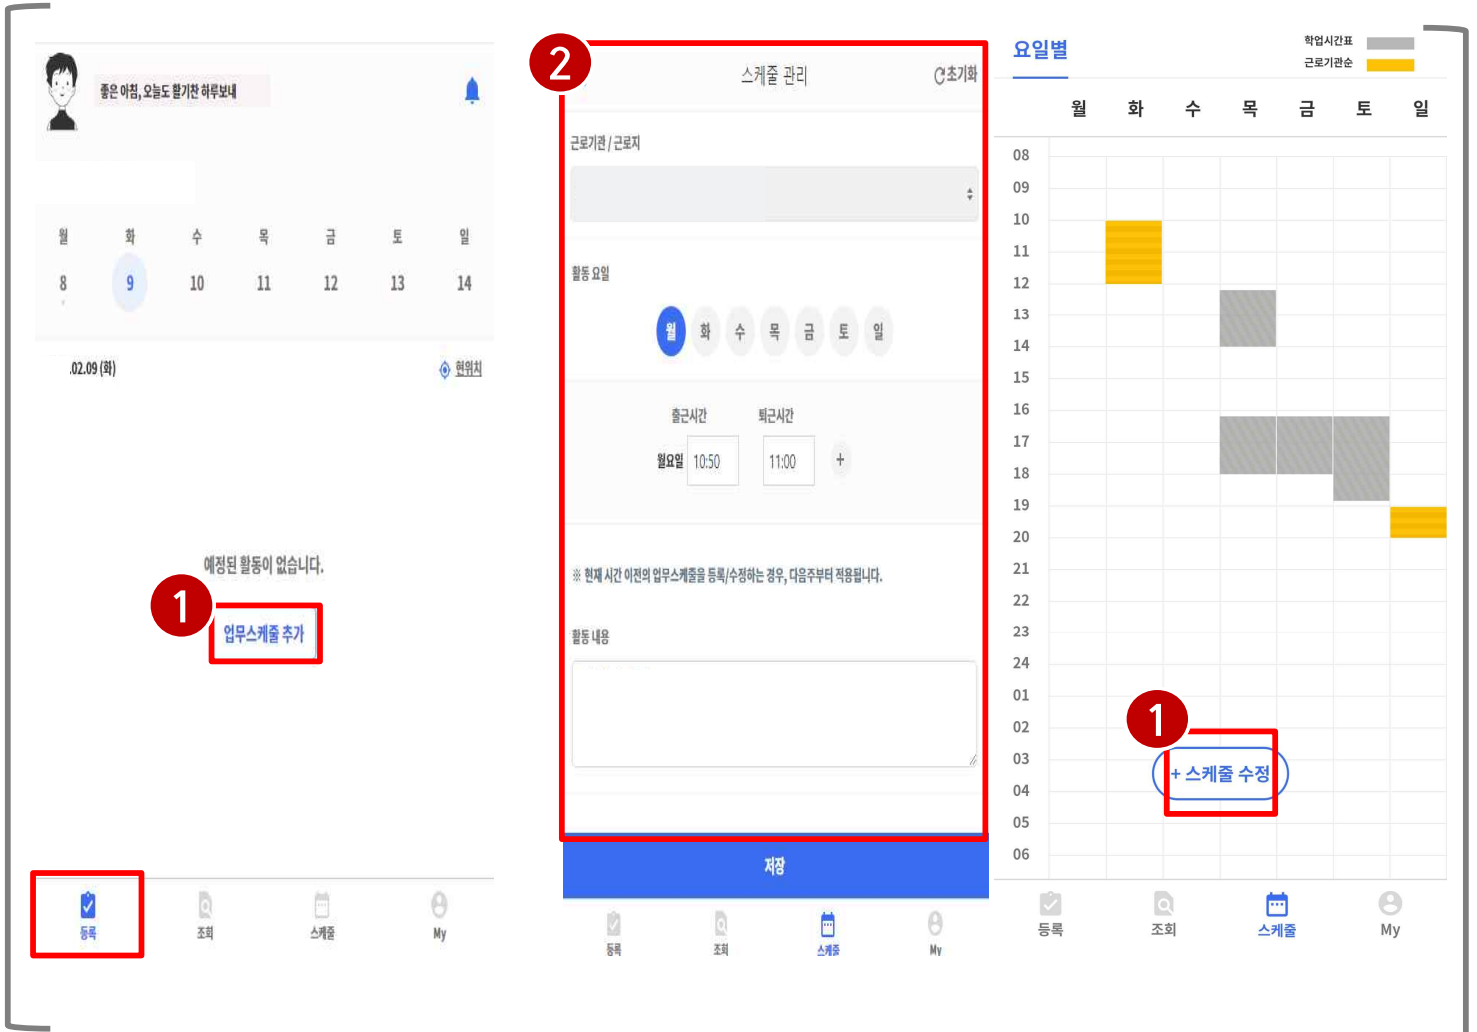 좋은 아침, 오늘도 활기찬 하루보내
월 화 수 목 금 토 일
8 9 10 11 12 13 14
.02.09 (화)
현위치
예정된 활동이 없습니다.
1
업무스케줄 추가
등록 조회 스케줄 My
2
스케줄 관리
초기화
근로기관 / 근로지
활동 요일
월 화 수 목 금 토 일
출근시간 퇴근시간
월요일 10:50 11:00 +
※ 현재 시간 이전의 업무스케줄을 등록/수정하는 경우, 다음주부터 적용됩니다.
활동 내용
저장
등록 조회 스케줄 My
요일별
학업시간표
근로기관순
월 화 수 목 금 토 일
08
09
10
11
12
13
14
15
16
17
18
19
20
21
22
23
24
01
02
03
04
05
06
1
+ 스케줄 수정
등록 조회 스케줄 My